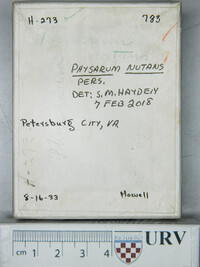 H-273 783
PHYSARUM NUTANS
PERS.
DET: S.M. HAYDEN
7 FEB 2018
Petersburg City, VA
8-16-33 Howell
cm 1 2 3 4
URV